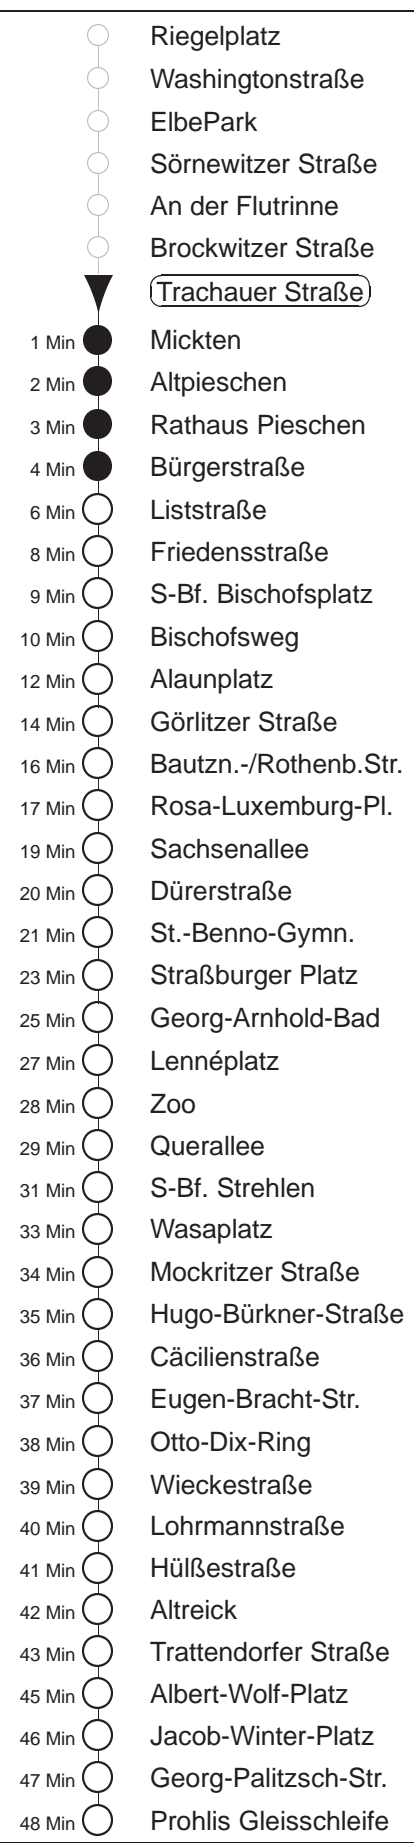 Riegelplatz
Washingtonstraße
ElbePark
Sörnewitzer Straße
An der Flutrinne
Brockwitzer Straße
Trachauer Straße
1 Min Mickten
2 Min Altpieschen
3 Min Rathaus Pieschen
4 Min Bürgerstraße
6 Min Liststraße
8 Min Friedensstraße
9 Min S-Bf. Bischofsplatz
10 Min Bischofsweg
12 Min Alaunplatz
14 Min Görlitzer Straße
16 Min Bautzn.-/Rothenb.Str.
17 Min Rosa-Luxemburg-Pl.
19 Min Sachsenallee
20 Min Dürerstraße
21 Min St.-Benno-Gymn.
23 Min Straßburger Platz
25 Min Georg-Arnhold-Bad
27 Min Lennéplatz
28 Min Zoo
29 Min Querallee
31 Min S-Bf. Strehlen
33 Min Wasaplatz
34 Min Mockritzer Straße
35 Min Hugo-Bürkner-Straße
36 Min Cäcilienstraße
37 Min Eugen-Bracht-Str.
38 Min Otto-Dix-Ring
39 Min Wieckestraße
40 Min Lohrmannstraße
41 Min Hülßestraße
42 Min Altreick
43 Min Trattendorfer Straße
45 Min Albert-Wolf-Platz
46 Min Jacob-Winter-Platz
47 Min Georg-Palitzsch-Str.
48 Min Prohlis Gleisschleife